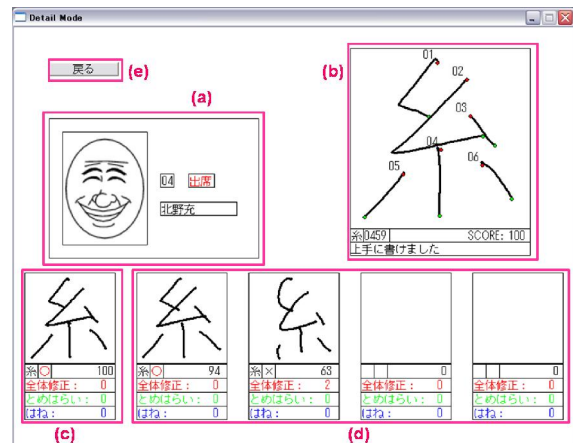 Detail Mode
戻る
(e)
(a)
04 出席
北野充
(b)
01
02
03
04
05
06
糸 0459 SCORE: 100
上手に書けました
糸
糸 ○ 100
全体修正： 0
とめはらい： 0
はね： 0
(c)
糸
糸 ○ 94
全体修正： 0
とめはらい： 0
はね： 0
糸
糸 × 63
全体修正： 2
とめはらい： 0
はね： 0
0
全体修正： 0
とめはらい： 0
はね： 0
0
全体修正： 0
とめはらい： 0
はね： 0
(d)